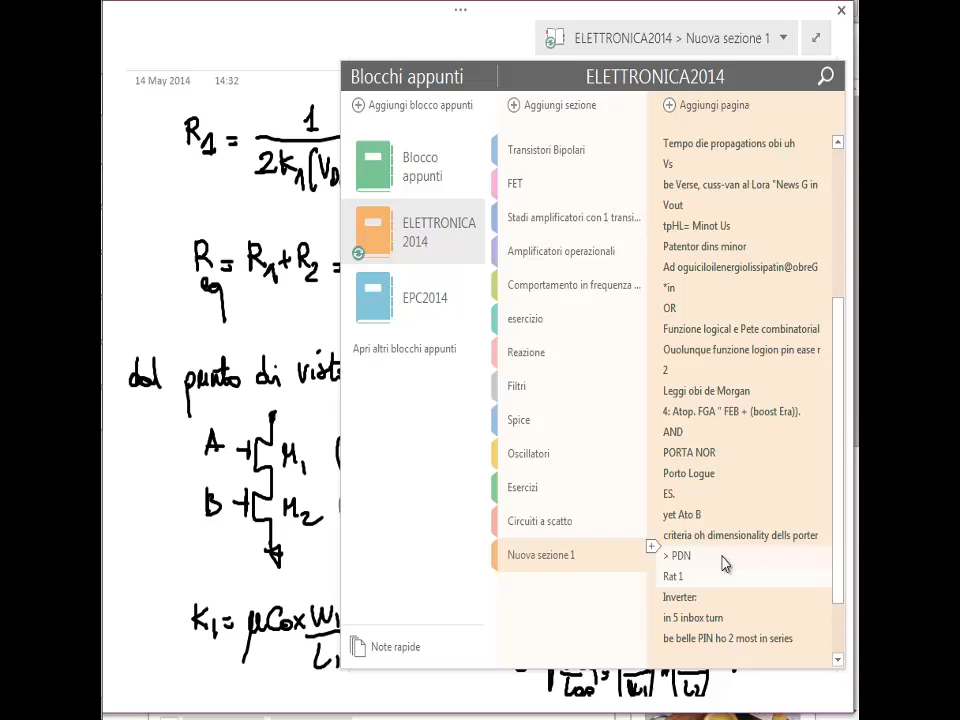 ELETTRONICA2014 > Nuova sezione 1
14 May 2014 14:32
Blocchi appunti
ELETTRONICA2014
Aggiungi blocco appunti
Aggiungi sezione
Aggiungi pagina
Blocco
appunti
ELETTRONICA
2014
EPC2014
Apri altri blocchi appunti
Note rapide
Transistori Bipolari
FET
Stadi amplificatori con 1 transi...
Amplificatori operazionali
Comportamento in frequenza ...
esercizio
Reazione
Filtri
Spice
Oscillatori
Esercizi
Circuiti a scatto
Nuova sezione 1
Tempo die propagations obi uh
Vs
be Verse, cuss-van al Lora "News G in
Vout
tpHL= Minot Us
Patentor dins minor
Ad oguiciloilenergiolissipatin@obreG
"in
OR
Funzione logical e Pete combinatorial
Ouolunque funzione logion pin ease r
2
Leggi obi de Morgan
4: Atop. FGA " FEB + (boost Era)).
AND
PORTA NOR
Porto Logue
ES.
yet Ato B
criteria oh dimensionality dells porter
> PDN
Rat 1
Inverter:
in 5 inbox turn
be belle PIN ho 2 most in series
R1 = 1
2K1(VD
Req = R1 + R2 =
dal punto di vist
A M1
B M2
K1 = μCox W1
L1